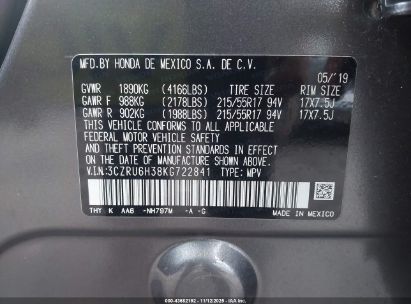 MFD.BY HONDA DE MEXICO S.A. DE C.V.
05/'19
GVWR 1890KG (4166LBS) TIRE SIZE RIM SIZE
GAWR F 988KG (2178LBS) 215/55R17 94V 17X7.5J
GAWR R 902KG (1988LBS) 215/55R17 94V 17X7.5J
THIS VEHICLE CONFORMS TO ALL APPLICABLE
FEDERAL MOTOR VEHICLE SAFETY BUMPER,
AND THEFT PREVENTION STANDARDS IN EFFECT ON
THE DATE OF MANUFACTURE SHOWN ABOVE.
V.I.N:3CZRU6H38KG722841 TYPE: MPV
THY K AA6 -NH797M -A -G
MADE IN MEXICO